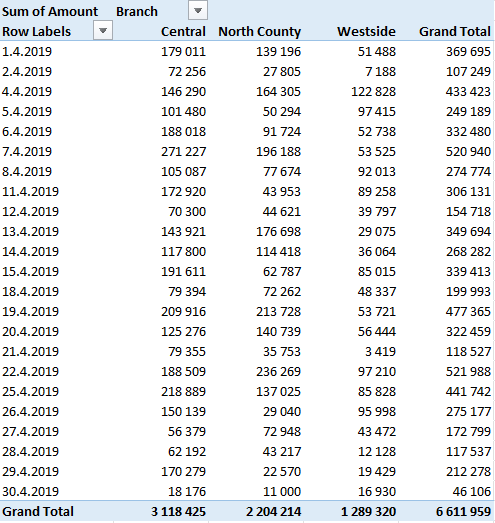 Sum of Amount Branch
Row Labels Central North County Westside Grand Total
1.4.2019 179 011 139 196 51 488 369 695
2.4.2019 72 256 27 805 7 188 107 249
4.4.2019 146 290 164 305 122 828 433 423
5.4.2019 101 480 50 294 97 415 249 189
6.4.2019 188 018 91 724 52 738 332 480
7.4.2019 271 227 196 188 53 525 520 940
8.4.2019 105 087 77 674 92 013 274 774
11.4.2019 172 920 43 953 89 258 306 131
12.4.2019 70 300 44 621 39 797 154 718
13.4.2019 143 921 176 698 29 075 349 694
14.4.2019 117 800 114 418 36 064 268 282
15.4.2019 191 611 62 787 85 015 339 413
18.4.2019 79 394 72 262 48 337 199 993
19.4.2019 209 916 213 728 53 721 477 365
20.4.2019 125 276 140 739 56 444 322 459
21.4.2019 79 355 35 753 3 419 118 527
22.4.2019 188 509 236 269 97 210 521 988
25.4.2019 218 889 137 025 85 828 441 742
26.4.2019 150 139 29 040 95 998 275 177
27.4.2019 56 379 72 948 43 472 172 799
28.4.2019 62 192 43 217 12 128 117 537
29.4.2019 170 279 22 570 19 429 212 278
30.4.2019 18 176 11 000 16 930 46 106
Grand Total 3 118 425 2 204 214 1 289 320 6 611 959